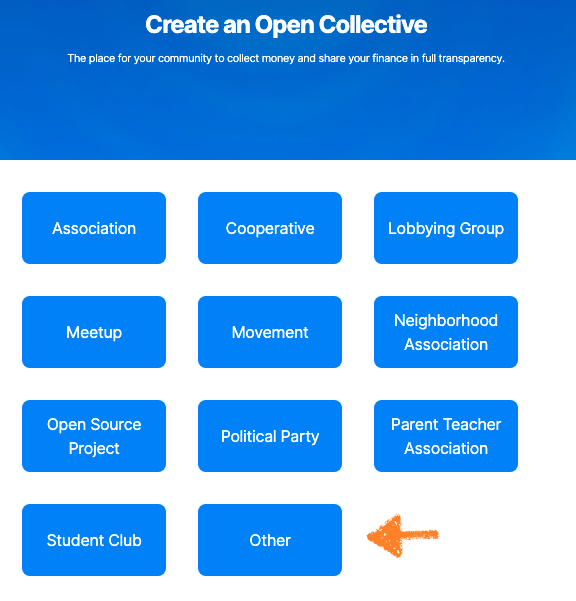 Create an Open Collective
The place for your community to collect money and share your finance in full transparency.
Association
Cooperative
Lobbying Group
Meetup
Movement
Neighborhood
Association
Open Source
Project
Political Party
Parent Teacher
Association
Student Club
Other